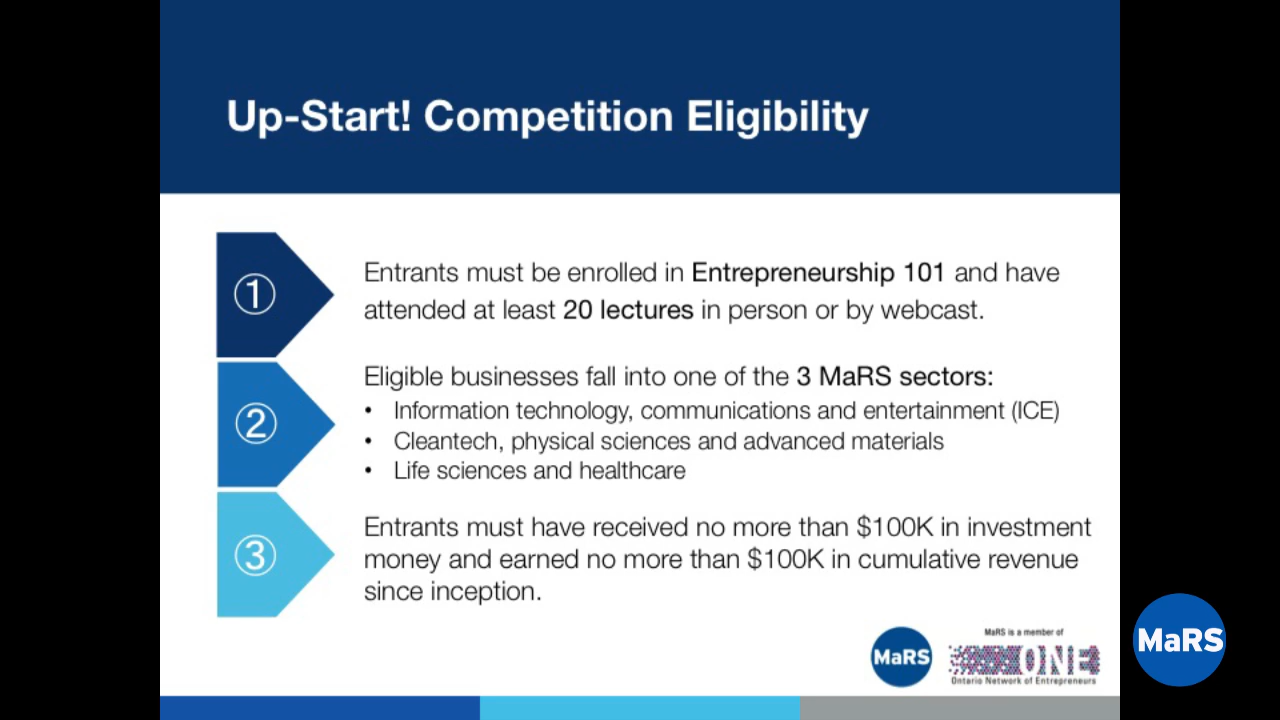 Up-Start! Competition Eligibility
① Entrants must be enrolled in Entrepreneurship 101 and have
attended at least 20 lectures in person or by webcast.
② Eligible businesses fall into one of the 3 MaRS sectors:
• Information technology, communications and entertainment (ICE)
• Cleantech, physical sciences and advanced materials
• Life sciences and healthcare
③ Entrants must have received no more than $100K in investment
money and earned no more than $100K in cumulative revenue
since inception.
MaRS
MaRS is a member of
ONE
Ontario Network of Entrepreneurs
MaRS